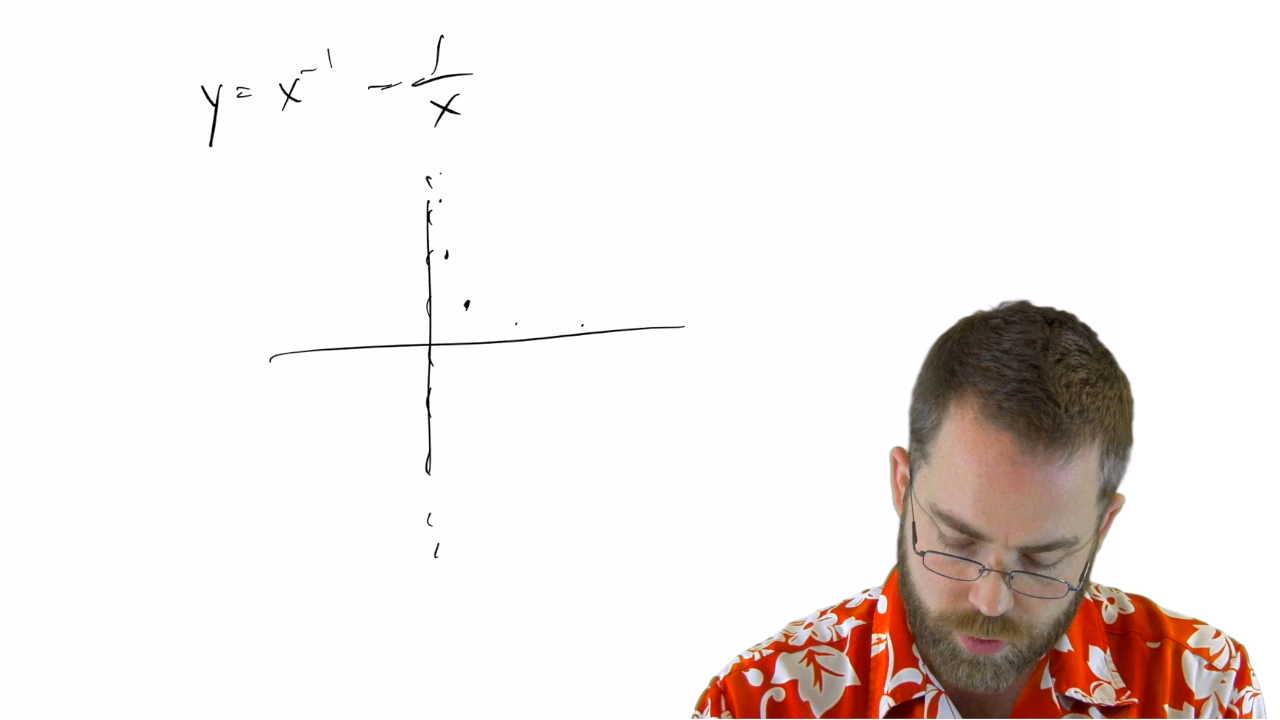 y = x⁻¹ = 1/x